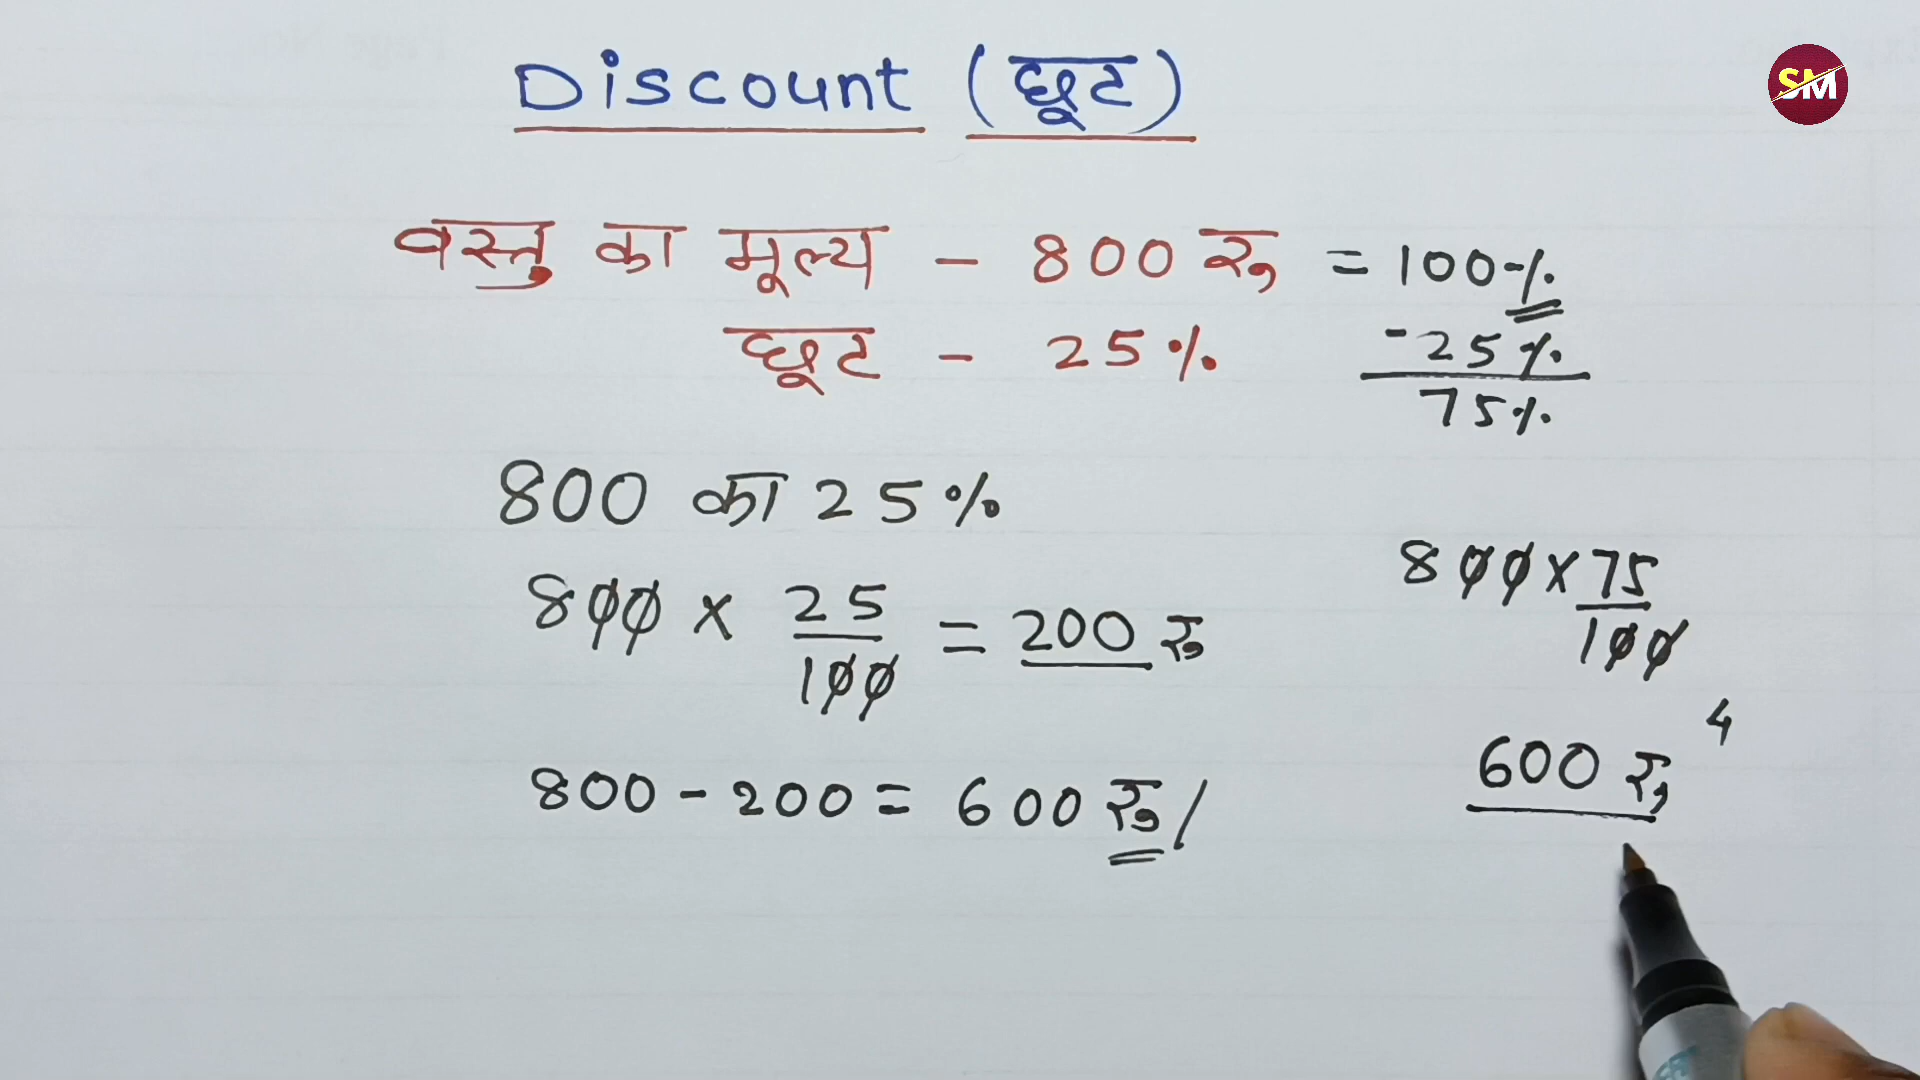 Discount (छूट)
SM
वस्तु का मूल्य - 800 रु = 100%
छूट - 25%
-25%
75%
800 का 25%
800 × 25/100 = 200 रु
800 - 200 = 600 रु/
800 × 75/100
4
600 रु